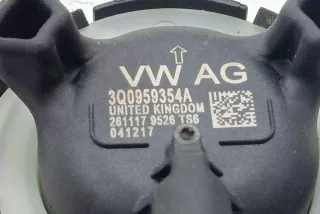 VW AG
3Q0959354A
UNITED KINGDOM
261117 9526 TS6
041217